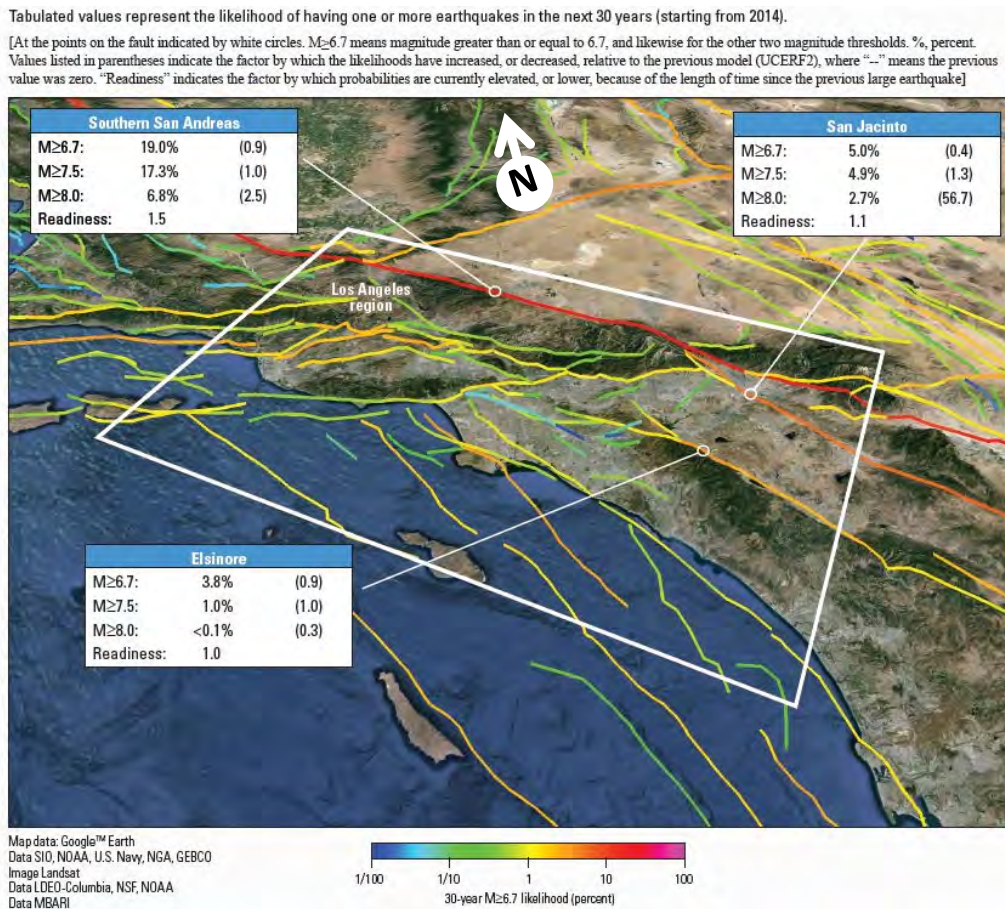 Tabulated values represent the likelihood of having one or more earthquakes in the next 30 years (starting from 2014).
[At the points on the fault indicated by white circles. M≥6.7 means magnitude greater than or equal to 6.7, and likewise for the other two magnitude thresholds. %, percent.
Values listed in parentheses indicate the factor by which the likelihoods have increased, or decreased, relative to the previous model (UCERF2), where “--” means the previous
value was zero. “Readiness” indicates the factor by which probabilities are currently elevated, or lower, because of the length of time since the previous large earthquake]
Southern San Andreas
M≥6.7: 19.0% (0.9)
M≥7.5: 17.3% (1.0)
M≥8.0: 6.8% (2.5)
Readiness: 1.5
N
San Jacinto
M≥6.7: 5.0% (0.4)
M≥7.5: 4.9% (1.3)
M≥8.0: 2.7% (56.7)
Readiness: 1.1
Los Angeles
region
Elsinore
M≥6.7: 3.8% (0.9)
M≥7.5: 1.0% (1.0)
M≥8.0: <0.1% (0.3)
Readiness: 1.0
Map data: Google™ Earth
Data SIO, NOAA, U.S. Navy, NGA, GEBCO
Image Landsat
Data LDEO-Columbia, NSF, NOAA
Data MBARI
1/100 1/10 1 10 100
30-year M≥6.7 likelihood (percent)